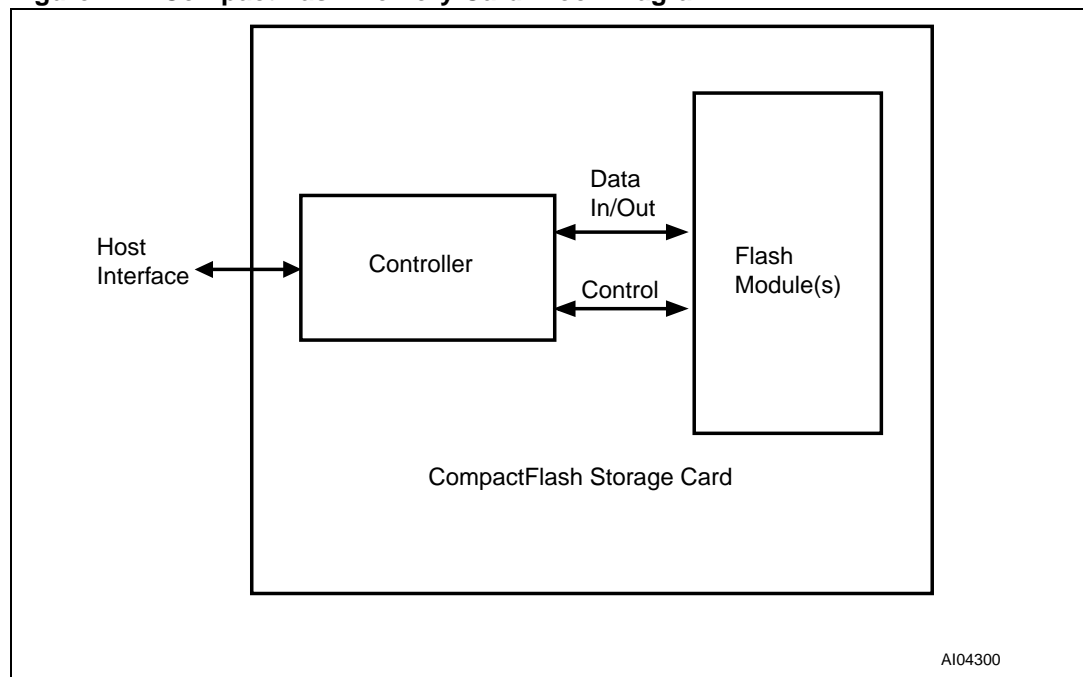 Data
In/Out
Host
Interface
Controller
Control
Flash
Module(s)
CompactFlash Storage Card
AI04300